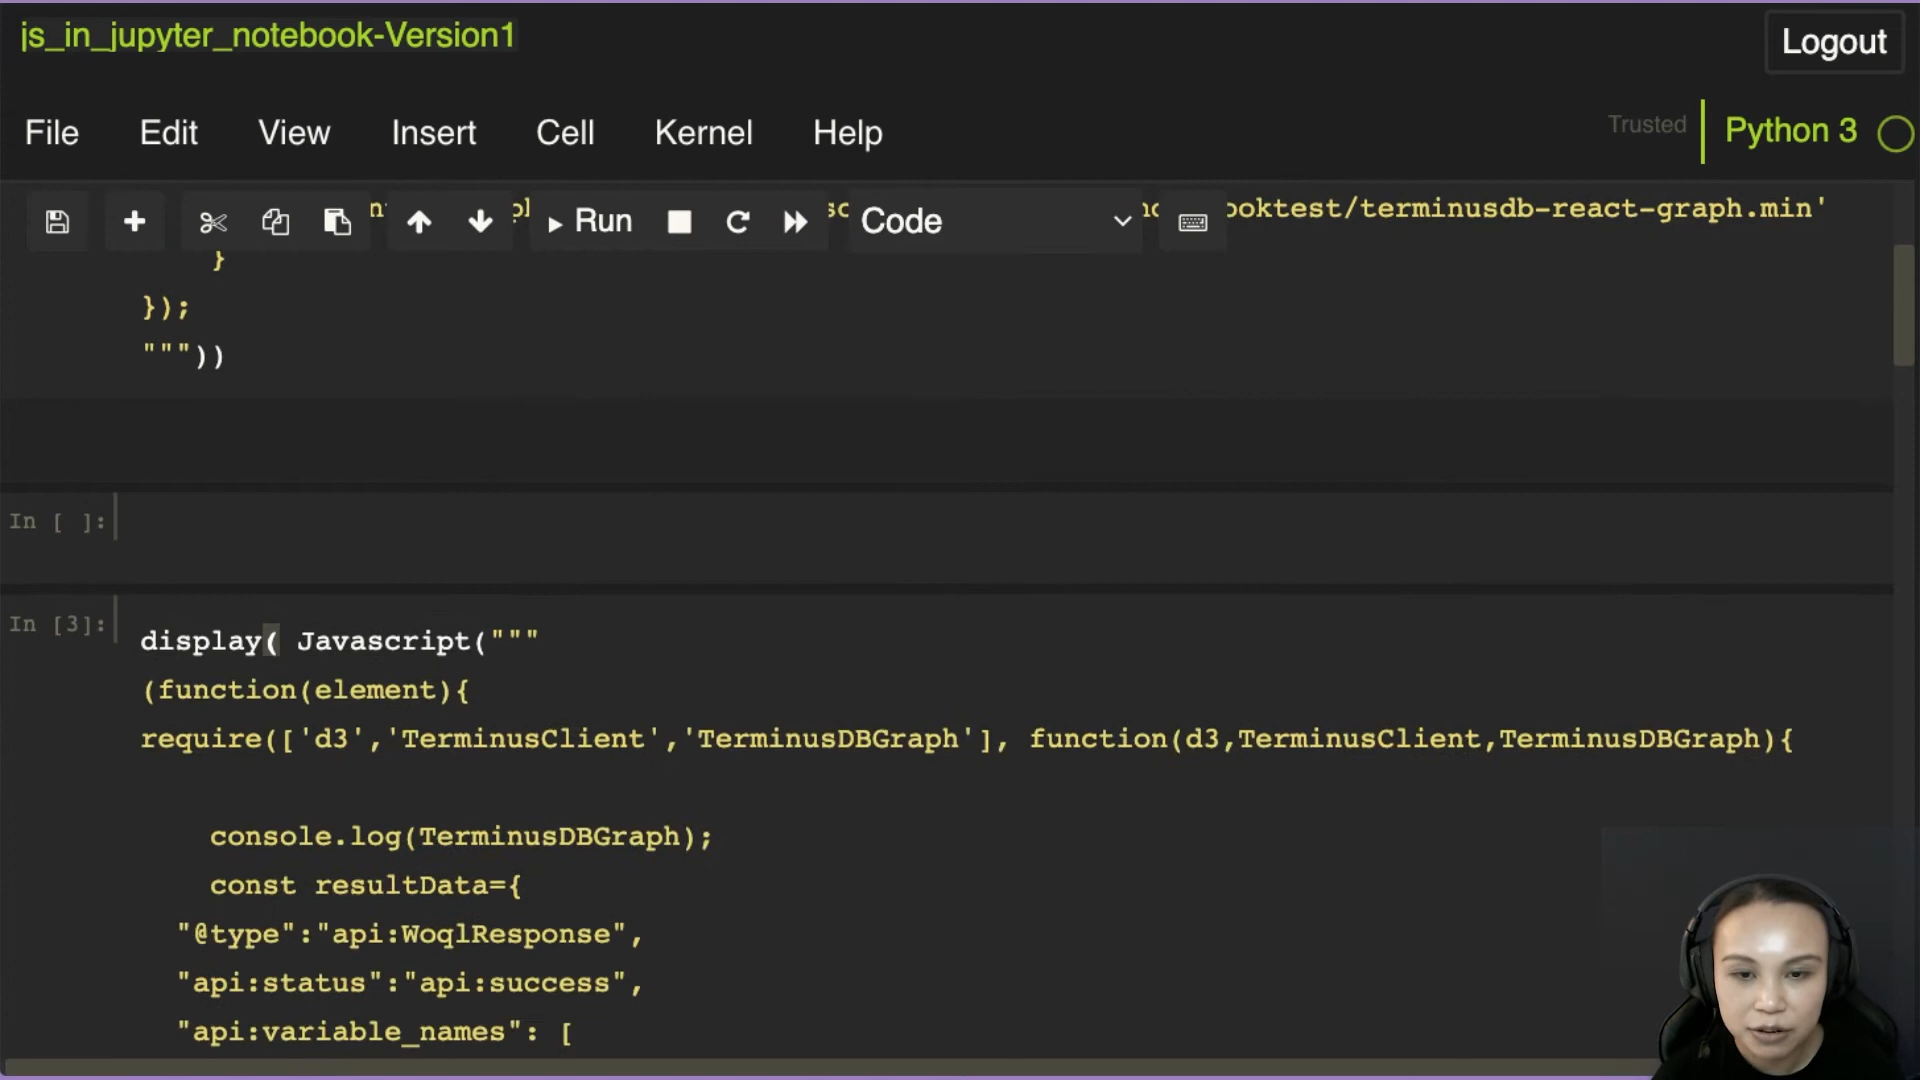 js_in_jupyter_notebook-Version1
Logout
File Edit View Insert Cell Kernel Help
Trusted Python 3
Run Code
ooktest/terminusdb-react-graph.min'
}
});
"""))
In [ ]:
In [3]: display( Javascript("""
(function(element){
require(['d3','TerminusClient','TerminusDBGraph'], function(d3,TerminusClient,TerminusDBGraph){
console.log(TerminusDBGraph);
const resultData={
"@type":"api:WoqlResponse",
"api:status":"api:success",
"api:variable_names": [